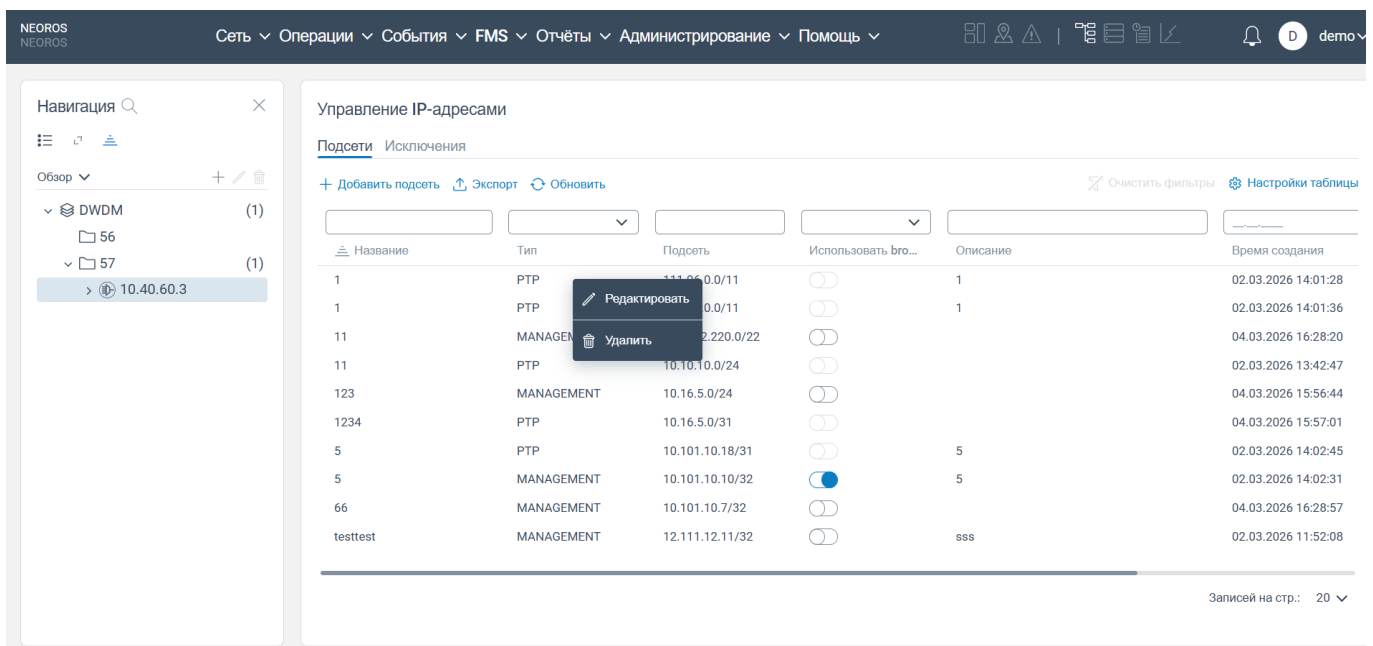 NEOROS
NEOROS
Сеть Операции События FMS Отчёты Администрирование Помощь
D demo
Навигация
Обзор
DWDM (1)
56
57 (1)
10.40.60.3
Управление IP-адресами
Подсети Исключения
Добавить подсеть Экспорт Обновить Очистить фильтры Настройки таблицы
__.__.____
Название Тип Подсеть Использовать bro... Описание Время создания
1 PTP 0.0/11 1 02.03.2026 14:01:28
Редактировать
1 PTP 0.0/11 1 02.03.2026 14:01:36
11 220.0/22 04.03.2026 16:28:20
Удалить
11 PTP 10.10.10.0/24 02.03.2026 13:42:47
123 MANAGEMENT 10.16.5.0/24 04.03.2026 15:56:44
1234 PTP 10.16.5.0/31 04.03.2026 15:57:01
5 PTP 10.101.10.18/31 5 02.03.2026 14:02:45
5 MANAGEMENT 10.101.10.10/32 5 02.03.2026 14:02:31
66 MANAGEMENT 10.101.10.7/32 04.03.2026 16:28:57
testtest MANAGEMENT 12.111.12.11/32 sss 02.03.2026 11:52:08
Записей на стр.: 20